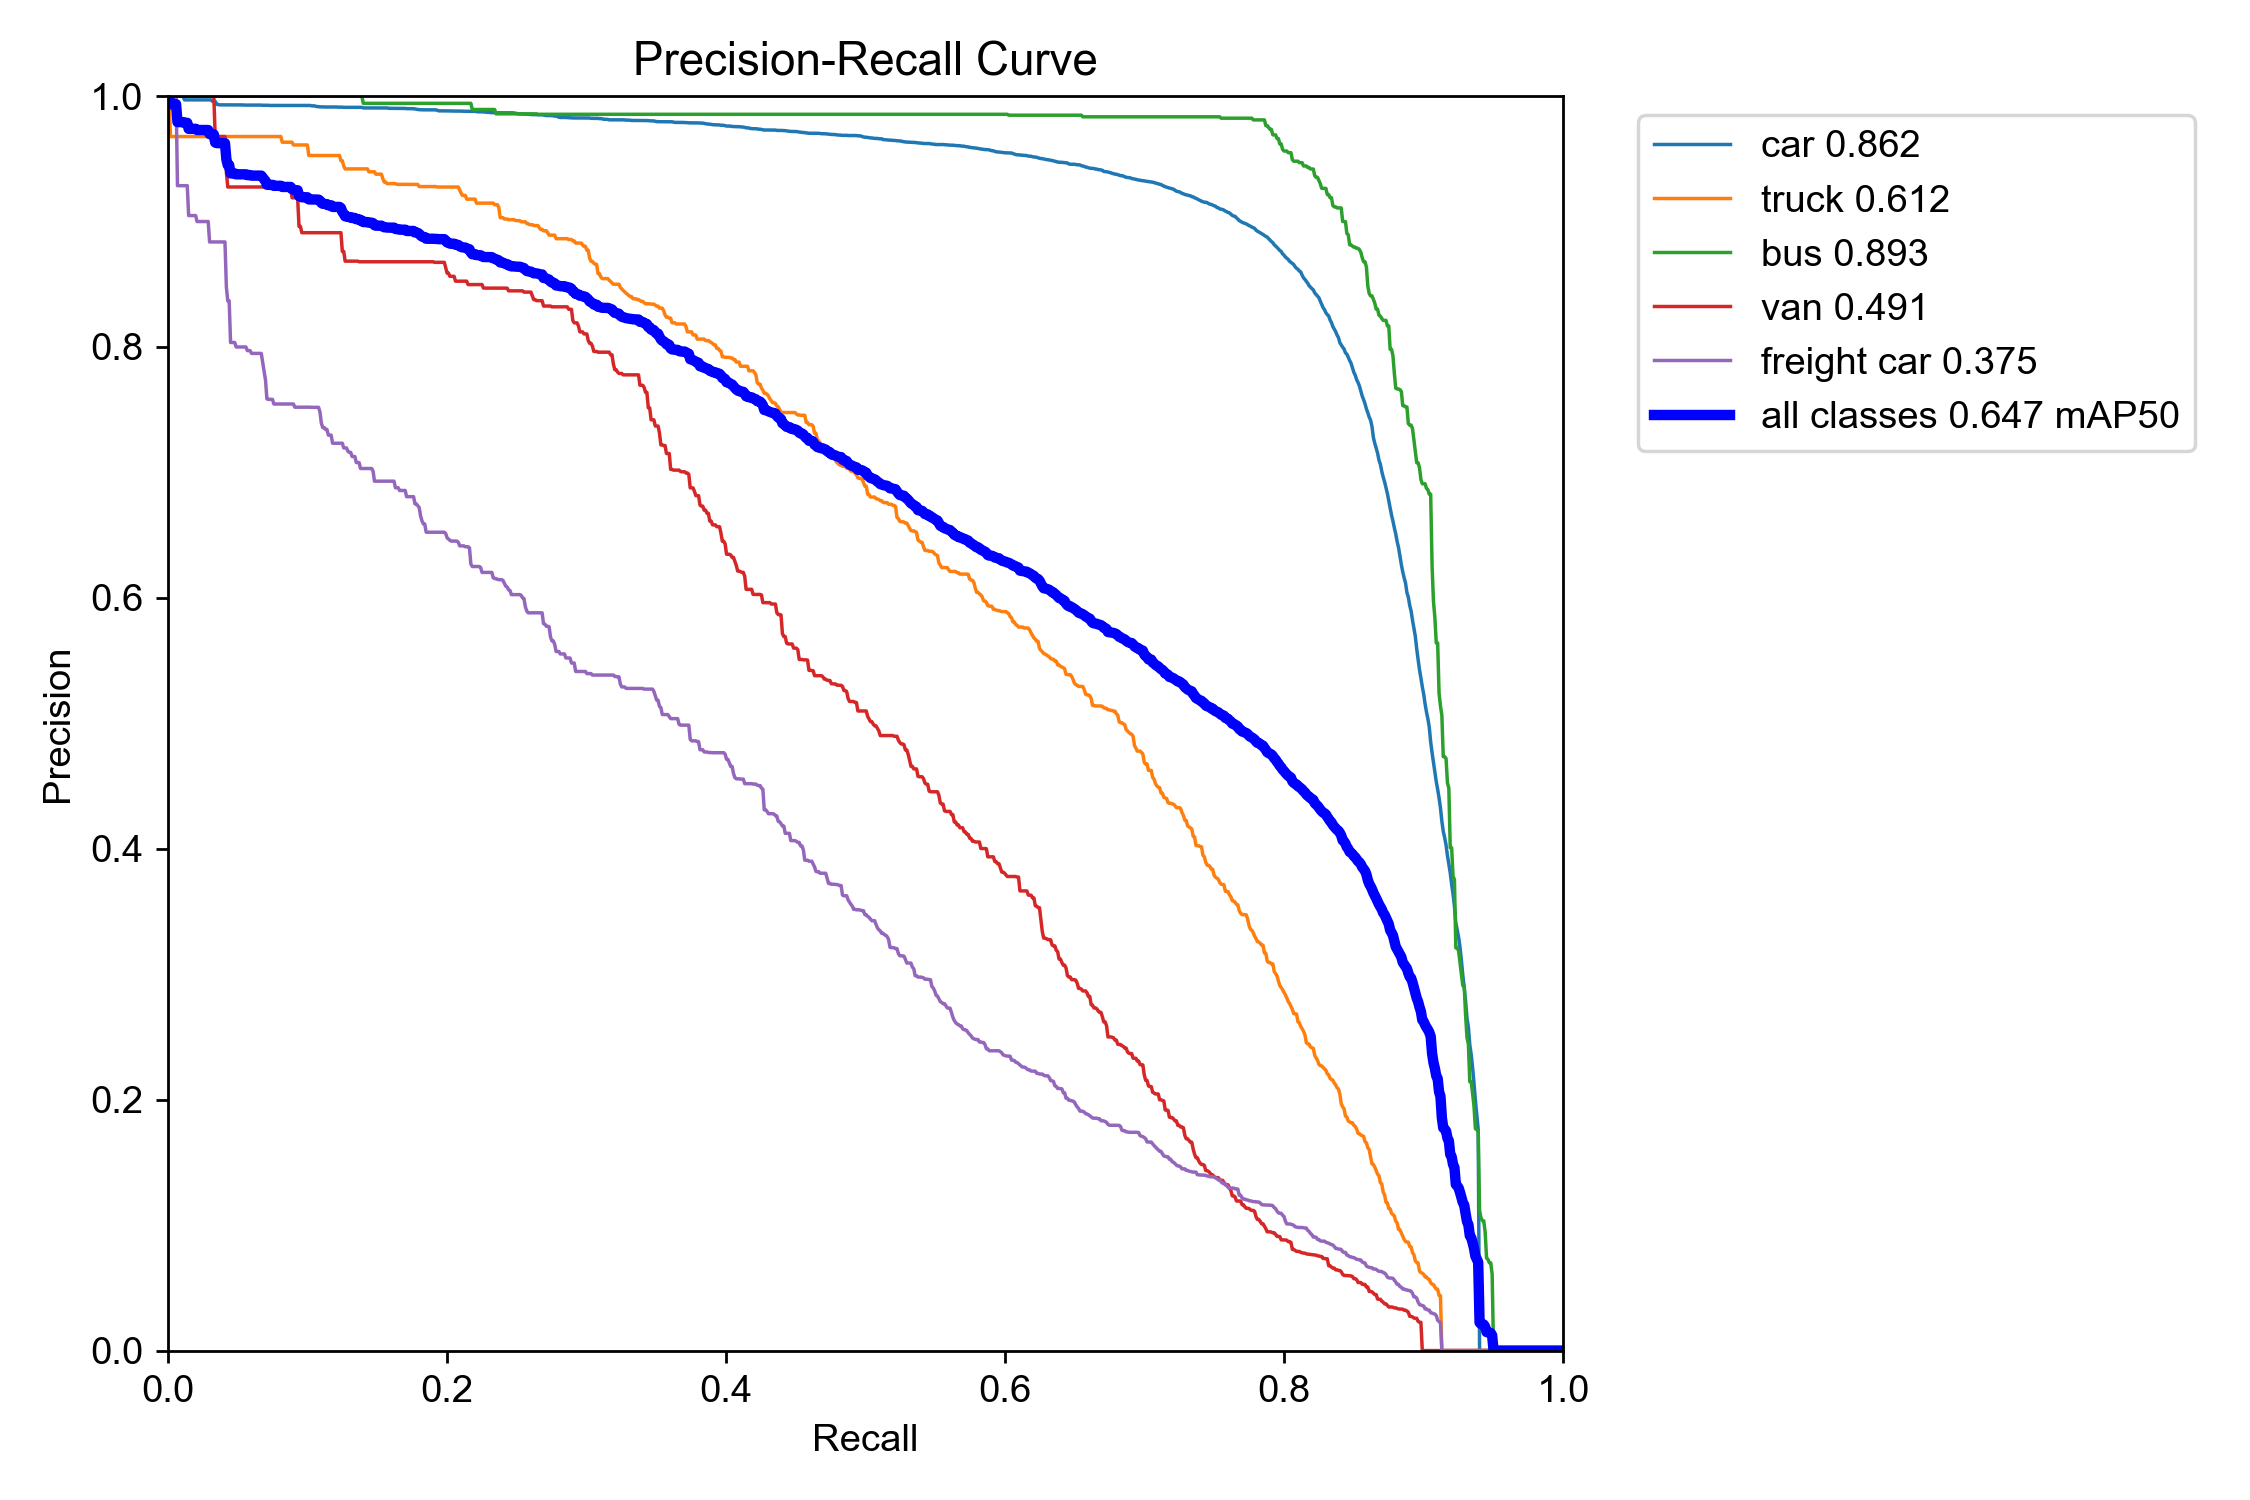 Precision-Recall Curve
1.0
0.8
0.6
0.4
0.2
0.0
Precision
0.0 0.2 0.4 0.6 0.8 1.0
Recall
car 0.862
truck 0.612
bus 0.893
van 0.491
freight car 0.375
all classes 0.647 mAP50